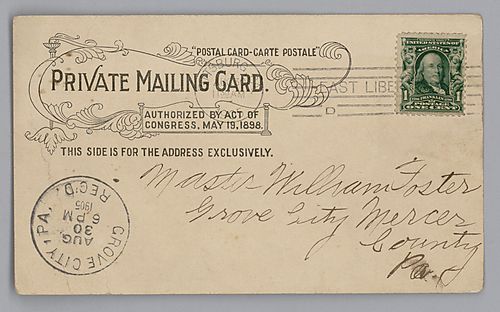 "POSTAL CARD-CARTE POSTALE"
PRIVATE MAILING CARD.
AUTHORIZED BY ACT OF
CONGRESS, MAY 19, 1898.
THIS SIDE IS FOR THE ADDRESS EXCLUSIVELY.
EAST LIBE
D
Master William Foster
Grove City Mercer
County
Pa.
GROVE CITY, PA.
AUG
30
6 PM
1905
REC'D.